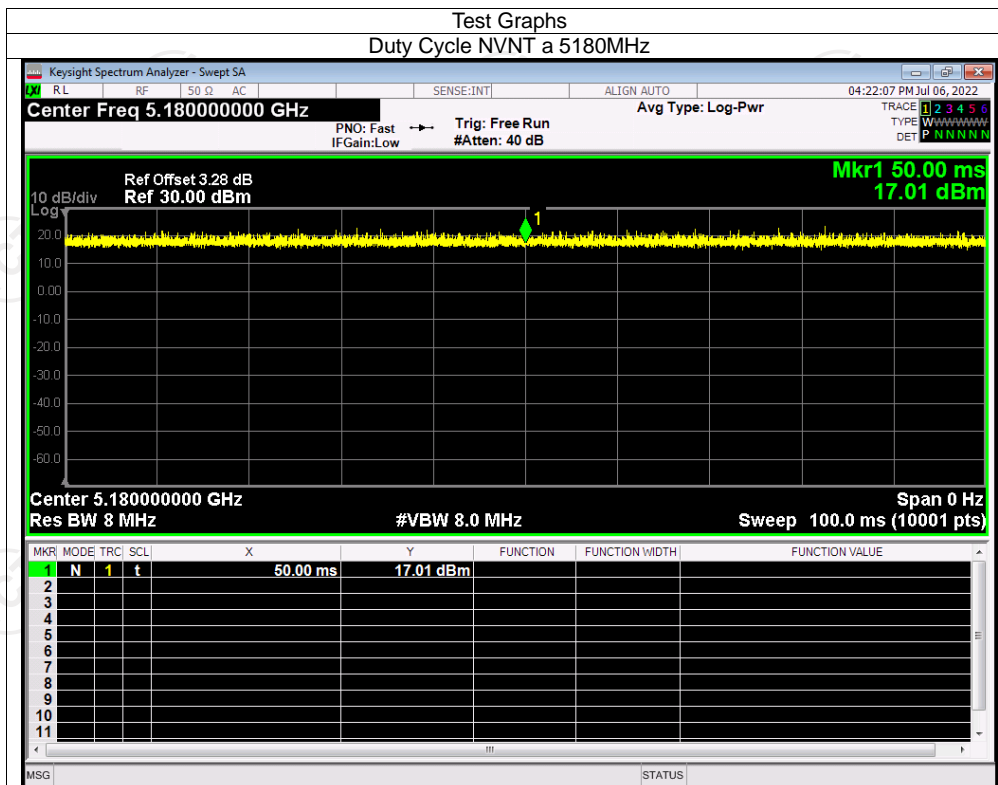 Test Graphs
Duty Cycle NVNT a 5180MHz
Keysight Spectrum Analyzer - Swept SA
LXI RL RF 50 Ω AC SENSE:INT ALIGN AUTO 04:22:07 PM Jul 06, 2022
Center Freq 5.180000000 GHz Avg Type: Log-Pwr TRACE 1 2 3 4 5 6
PNO: Fast Trig: Free Run TYPE WWWWWW
IFGain:Low #Atten: 40 dB DET P N N N N N
Mkr1 50.00 ms
Ref Offset 3.28 dB
10 dB/div Ref 30.00 dBm 17.01 dBm
Log
1
20.0
10.0
0.00
-10.0
-20.0
-30.0
-40.0
-50.0
-60.0
Center 5.180000000 GHz Span 0 Hz
Res BW 8 MHz #VBW 8.0 MHz Sweep 100.0 ms (10001 pts)
MKR MODE TRC SCL X Y FUNCTION FUNCTION WIDTH FUNCTION VALUE
1 N 1 t 50.00 ms 17.01 dBm
2
3
4
5
6
7
8
9
10
11
MSG STATUS